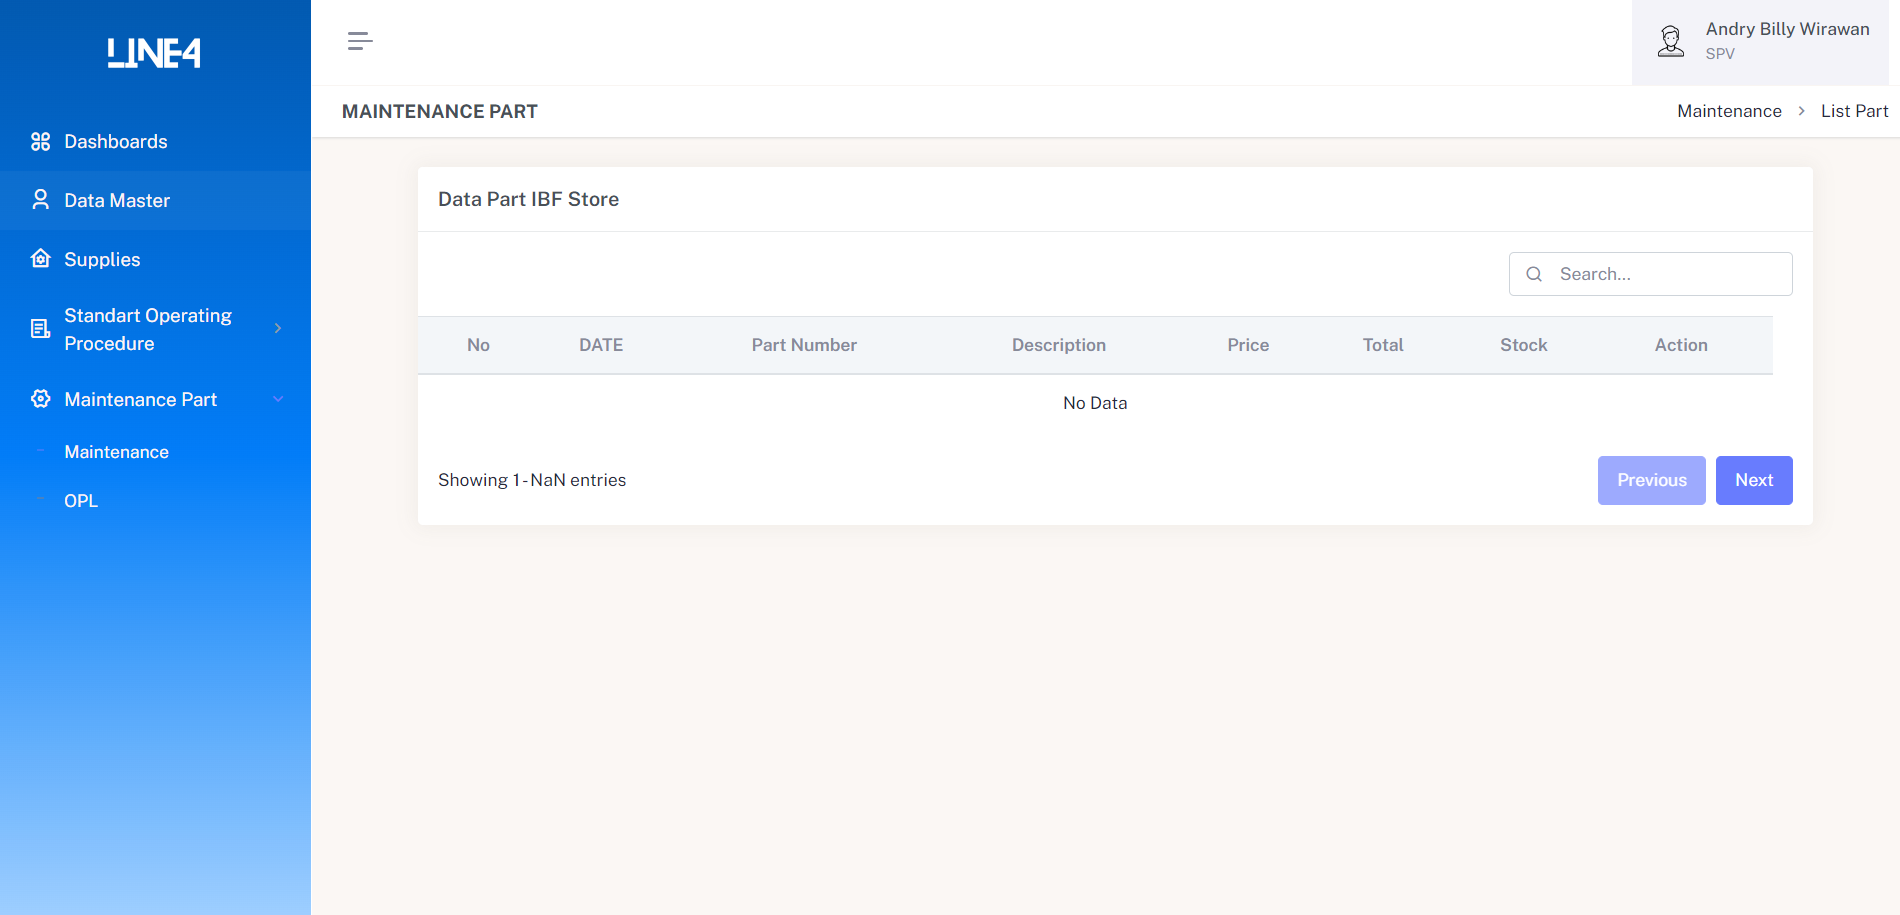 LINE4
Dashboards
Data Master
Supplies
Standart Operating
Procedure
Maintenance Part
Maintenance
OPL
Andry Billy Wirawan
SPV
MAINTENANCE PART
Maintenance > List Part
Data Part IBF Store
Search...
No DATE Part Number Description Price Total Stock Action
No Data
Showing 1 - NaN entries
Previous Next